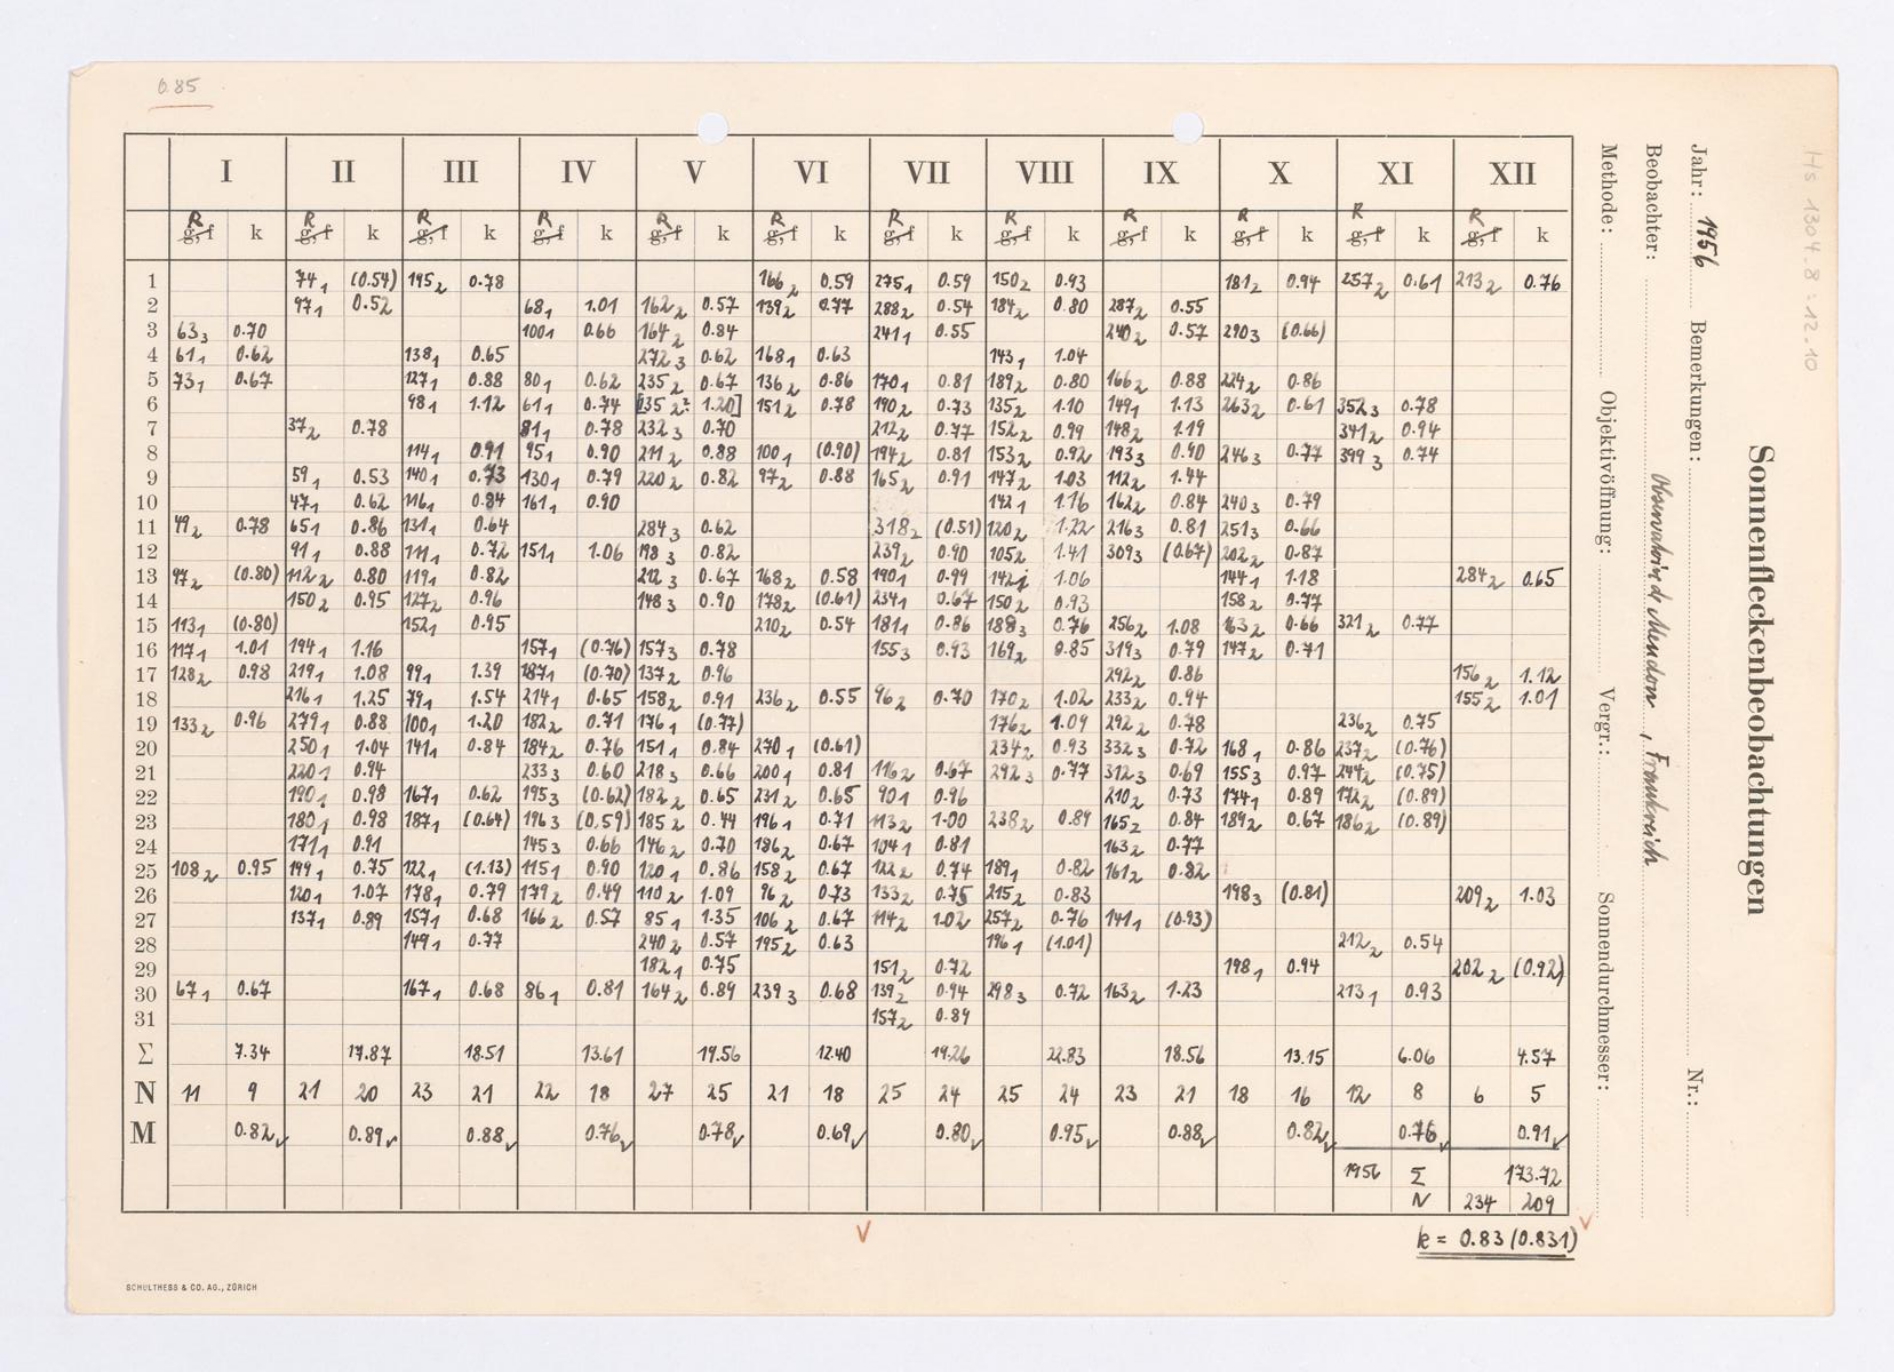 0.85
I II III IV V VI VII VIII IX X XI XII
R R R R R R R R R R R R
g, f k g, f k g, f k g, f k g, f k g, f k g, f k g, f k g, f k g, f k g, f k g, f k
1 74 1 (0.54) 195 2 0.78 166 2 0.59 275 1 0.59 150 2 0.93 181 2 0.94 257 2 0.61 213 2 0.76
2 97 1 0.52 68 1 1.01 162 2 0.57 139 2 0.77 288 2 0.54 184 2 0.80 287 2 0.55
3 63 3 0.70 100 1 0.66 164 2 0.84 241 1 0.55 240 2 0.57 290 3 (0.66)
4 61 1 0.62 138 1 0.65 272 3 0.62 168 1 0.63 143 1 1.04
5 73 1 0.67 127 1 0.88 80 1 0.62 235 2 0.67 136 2 0.86 170 1 0.81 189 2 0.80 166 2 0.88 224 2 0.86
6 98 1 1.12 61 1 0.74 [135 2? 1.20] 151 2 0.78 190 2 0.73 135 2 1.10 149 1 1.13 263 2 0.61 352 3 0.78
7 37 2 0.78 81 1 0.78 232 3 0.70 212 2 0.77 152 2 0.99 148 2 1.19 341 2 0.94
8 114 1 0.91 95 1 0.90 211 2 0.88 100 1 (0.90) 194 2 0.81 153 2 0.92 193 3 0.90 246 3 0.77 399 3 0.74
9 59 1 0.53 140 1 0.73 130 1 0.79 220 2 0.82 97 2 0.88 165 2 0.91 147 2 1.03 112 2 1.44
10 47 1 0.62 116 1 0.84 161 1 0.90 142 1 1.16 162 2 0.84 240 3 0.79
11 49 2 0.78 65 1 0.86 131 1 0.64 284 3 0.62 318 2 (0.51) 120 2 1.22 216 3 0.81 251 3 0.66
12 91 1 0.88 111 1 0.72 151 1 1.06 198 3 0.82 239 2 0.90 105 2 1.41 309 3 (0.67) 202 2 0.87
13 97 2 (0.80) 112 2 0.80 119 1 0.82 212 3 0.67 168 2 0.58 190 1 0.99 142 1 1.06 144 1 1.18 284 2 0.65
14 150 2 0.95 127 2 0.96 148 3 0.90 178 2 (0.61) 234 1 0.67 150 2 0.93 158 2 0.77
15 113 1 (0.80) 152 1 0.95 210 2 0.54 181 1 0.86 188 3 0.76 256 2 1.08 163 2 0.66 321 2 0.77
16 117 1 1.01 194 1 1.16 157 1 (0.76) 157 3 0.78 155 3 0.93 169 2 0.85 319 3 0.79 147 2 0.71
17 128 2 0.98 219 1 1.08 99 1 1.39 187 1 (0.70) 137 2 0.96 292 2 0.86 156 2 1.12
18 216 1 1.25 79 1 1.54 214 1 0.65 158 2 0.91 236 2 0.55 96 2 0.70 170 2 1.02 233 2 0.94 155 2 1.01
19 133 2 0.96 279 1 0.88 100 1 1.20 182 2 0.71 176 1 (0.77) 176 2 1.09 292 2 0.78 236 2 0.75
20 250 1 1.04 141 1 0.84 184 2 0.76 151 1 0.84 270 1 (0.61) 234 2 0.93 332 3 0.72 168 1 0.86 237 2 (0.76)
21 220 1 0.94 233 3 0.60 218 3 0.66 200 1 0.81 116 2 0.67 292 3 0.77 312 3 0.69 155 3 0.97 244 2 (0.75)
22 190 1 0.98 167 1 0.62 195 3 (0.62) 182 2 0.65 231 2 0.65 90 1 0.96 210 2 0.73 174 1 0.89 172 2 (0.89)
23 180 1 0.98 187 1 (0.64) 196 3 (0.59) 185 2 0.44 196 1 0.71 113 2 1.00 238 2 0.89 165 2 0.84 189 2 0.67 186 2 (0.89)
24 171 1 0.91 145 3 0.66 146 2 0.70 186 2 0.67 104 1 0.81 163 2 0.77
25 108 2 0.95 199 1 0.75 122 1 (1.13) 115 1 0.90 120 1 0.86 158 2 0.67 122 2 0.74 189 1 0.82 161 2 0.82
26 120 1 1.07 178 1 0.79 179 2 0.49 110 2 1.09 96 2 0.73 133 2 0.75 215 2 0.83 198 3 (0.81) 209 2 1.03
27 137 1 0.89 157 1 0.68 166 2 0.57 85 1 1.35 106 2 0.67 114 2 1.02 257 2 0.76 141 1 (0.93)
28 149 1 0.77 240 2 0.57 195 2 0.63 196 1 (1.01) 212 2 0.54
29 182 1 0.75 151 2 0.72 198 1 0.94 202 2 (0.92)
30 67 1 0.67 167 1 0.68 86 1 0.81 164 2 0.89 239 3 0.68 139 2 0.94 298 3 0.72 163 2 1.23 213 1 0.93
31 157 2 0.89
Σ 7.34 17.87 18.51 13.61 19.56 12.40 19.26 22.83 18.56 13.15 6.06 4.57
N 11 9 21 20 23 21 22 18 27 25 21 18 25 24 25 24 23 21 18 16 12 8 6 5
M 0.82 0.89 0.88 0.76 0.78 0.69 0.80 0.95 0.88 0.82 0.76 0.91
1956 Σ 173.72
N 234 209
k = 0.83 (0.831)
SCHULTHESS & CO. AG., ZÜRICH
Sonnenfleckenbeobachtungen
Jahr: 1956 Bemerkungen: Nr.:
Beobachter: Observatoire de Meudon, Frankreich
Methode: Objektivöffnung: Vergr.: Sonnendurchmesser:
Hs 1304.8:12.10